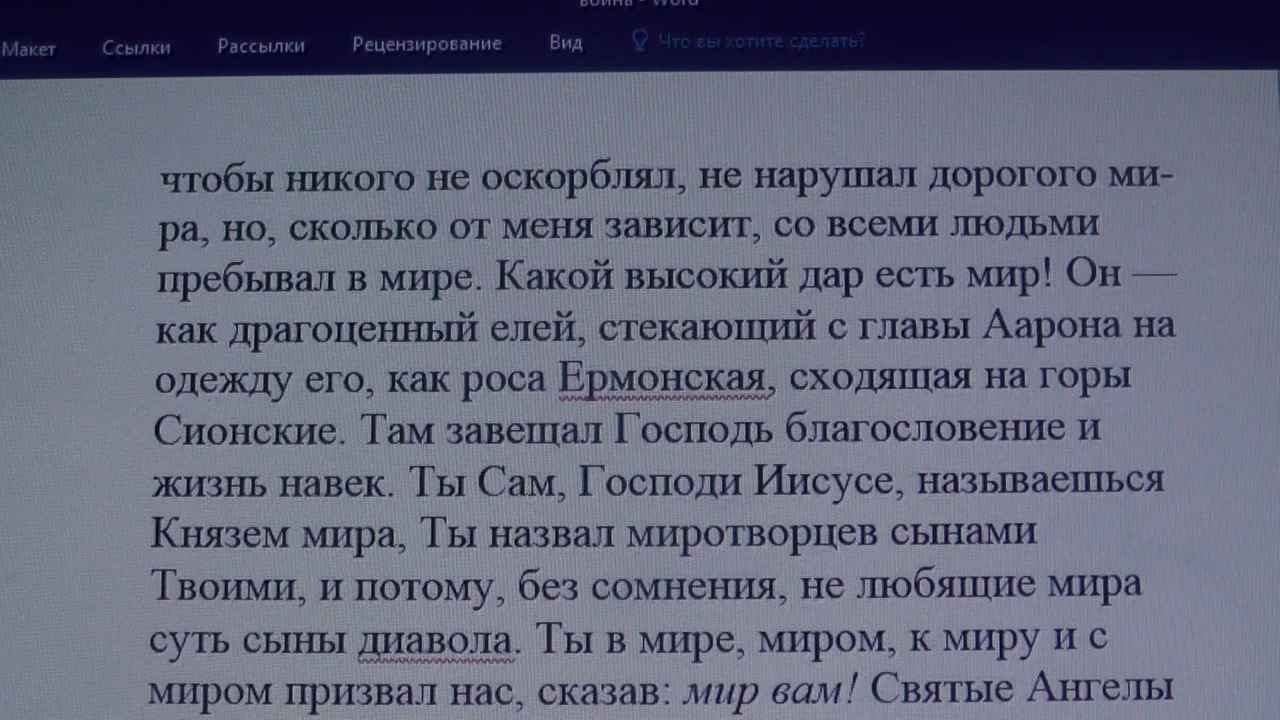 война - Word
Макет Ссылки Рассылки Рецензирование Вид Что вы хотите сделать?
чтобы никого не оскорблял, не нарушал дорогого ми-
ра, но, сколько от меня зависит, со всеми людьми
пребывал в мире. Какой высокий дар есть мир! Он —
как драгоценный елей, стекающий с главы Аарона на
одежду его, как роса Ермонская, сходящая на горы
Сионские. Там завещал Господь благословение и
жизнь навек. Ты Сам, Господи Иисусе, называешься
Князем мира, Ты назвал миротворцев сынами
Твоими, и потому, без сомнения, не любящие мира
суть сыны диавола. Ты в мире, миром, к миру и с
миром призвал нас, сказав: мир вам! Святые Ангелы